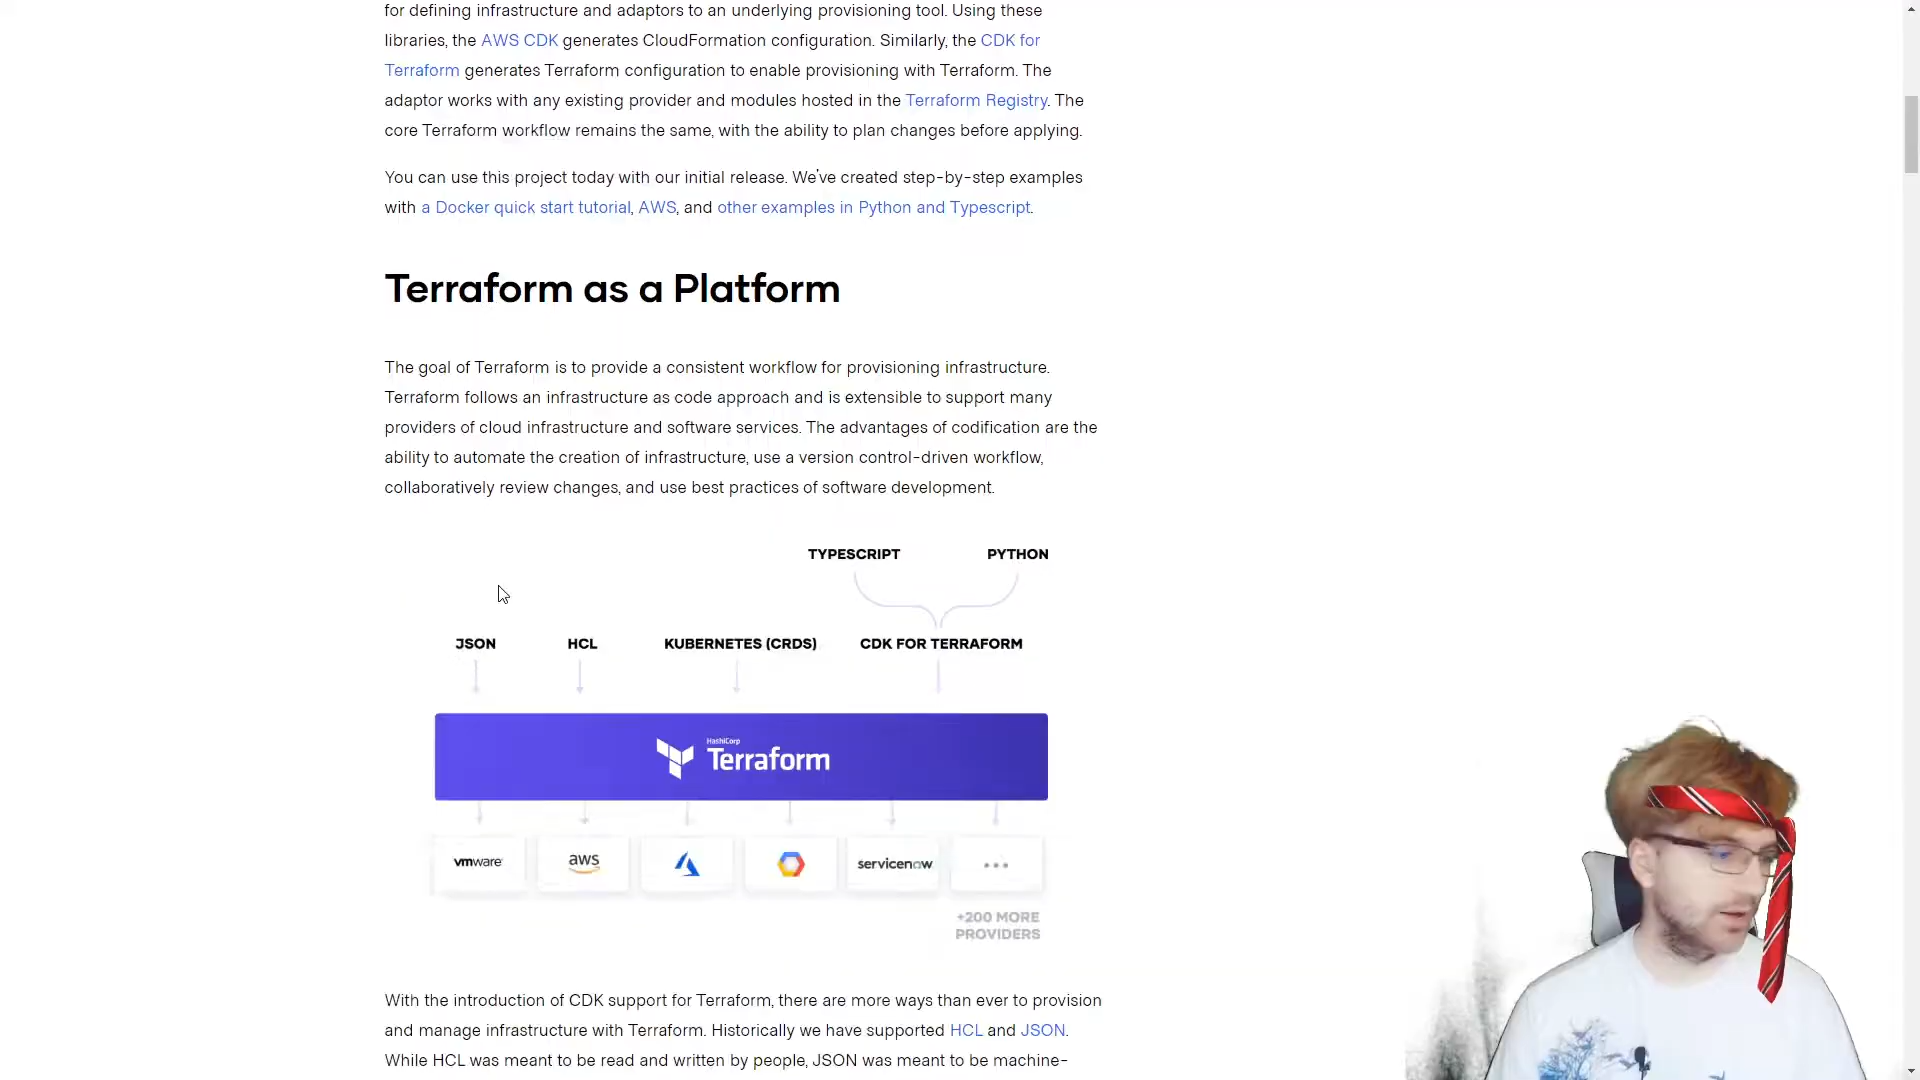 for defining infrastructure and adaptors to an underlying provisioning tool. Using these
libraries, the AWS CDK generates CloudFormation configuration. Similarly, the CDK for
Terraform generates Terraform configuration to enable provisioning with Terraform. The
adaptor works with any existing provider and modules hosted in the Terraform Registry. The
core Terraform workflow remains the same, with the ability to plan changes before applying.
You can use this project today with our initial release. We've created step-by-step examples
with a Docker quick start tutorial, AWS, and other examples in Python and Typescript.
Terraform as a Platform
The goal of Terraform is to provide a consistent workflow for provisioning infrastructure.
Terraform follows an infrastructure as code approach and is extensible to support many
providers of cloud infrastructure and software services. The advantages of codification are the
ability to automate the creation of infrastructure, use a version control-driven workflow,
collaboratively review changes, and use best practices of software development.
TYPESCRIPT PYTHON
JSON HCL KUBERNETES (CRDS) CDK FOR TERRAFORM
HashiCorp
Terraform
vmware aws servicenow
+200 MORE
PROVIDERS
With the introduction of CDK support for Terraform, there are more ways than ever to provision
and manage infrastructure with Terraform. Historically we have supported HCL and JSON.
While HCL was meant to be read and written by people, JSON was meant to be machine-